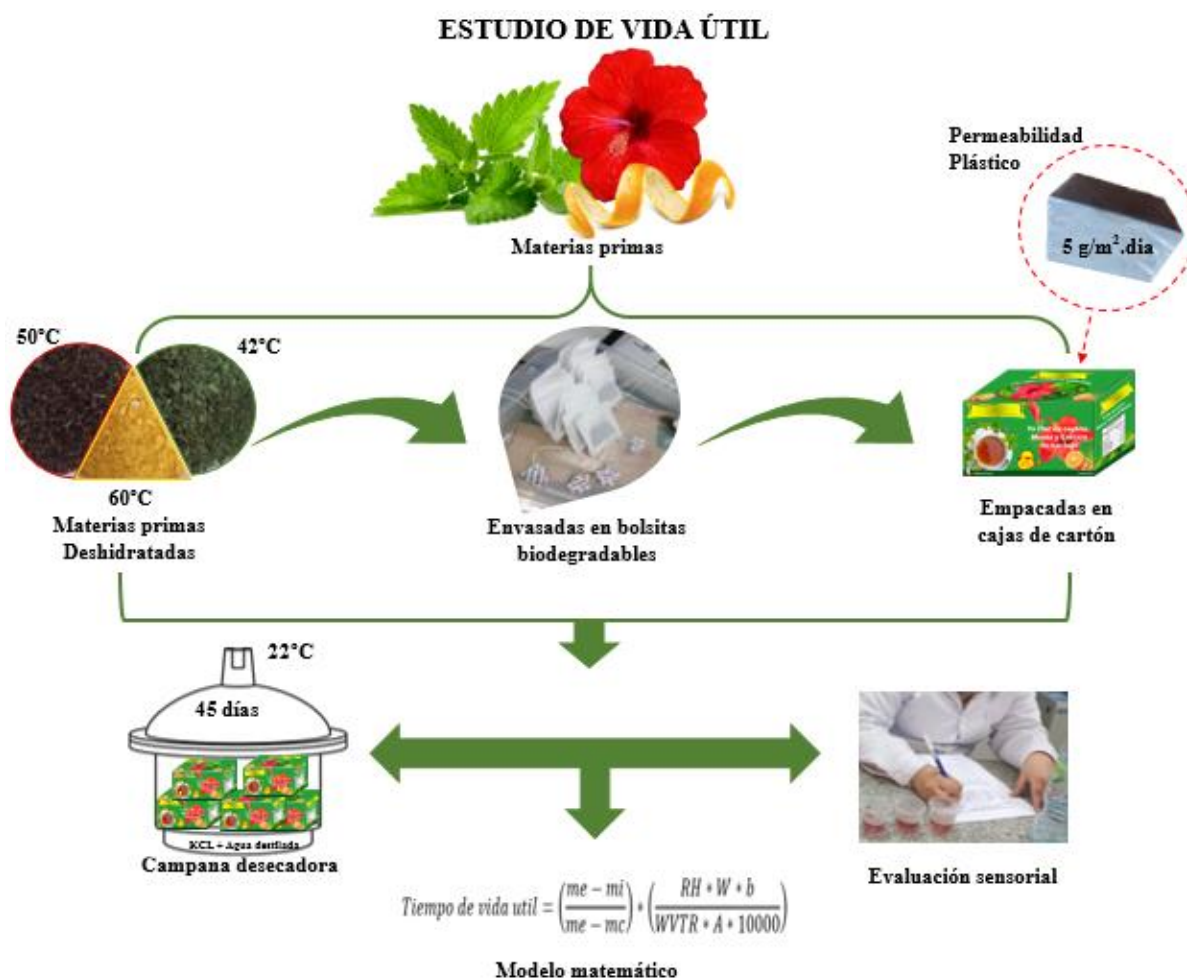 ESTUDIO DE VIDA ÚTIL
Permeabilidad
Plástico
5 g/m².dia
Materias primas
50°C
42°C
60°C
Materias primas
Deshidratadas
Envasadas en bolsitas
biodegradables
Empacadas en
cajas de cartón
22°C
45 días
KCL + Agua destilada
Campana desecadora
Evaluación sensorial
Tiempo de vida util = (me − mi / me − mc) * (RH * W * b / WVTR * A * 10000)
Modelo matemático